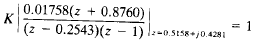 K | 0.01758(z + 0.8760) / (z − 0.2543)(z − 1) |z=0.5158+j0.4281 = 1